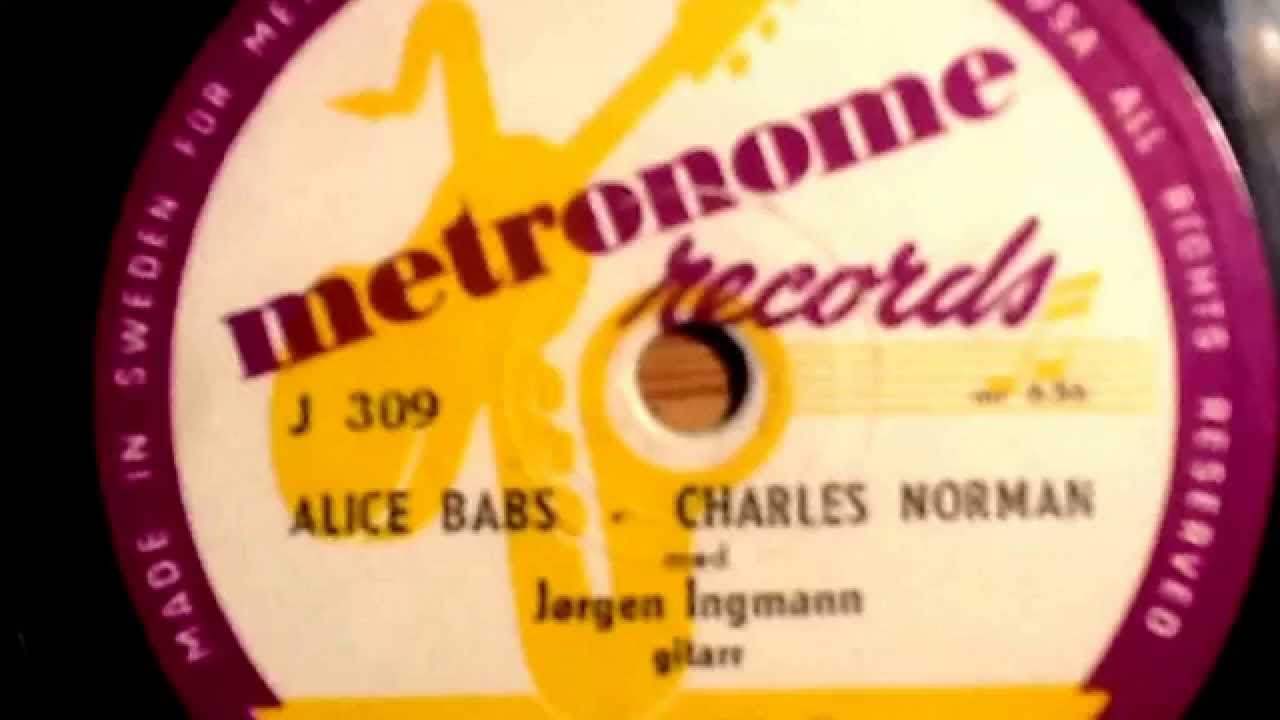 MADE IN SWEDEN FOR
USA ALL RIGHTS RESERVED
metronome
records
J 309
ALICE BABS - CHARLES NORMAN
med
Jørgen Ingmann
gitarr